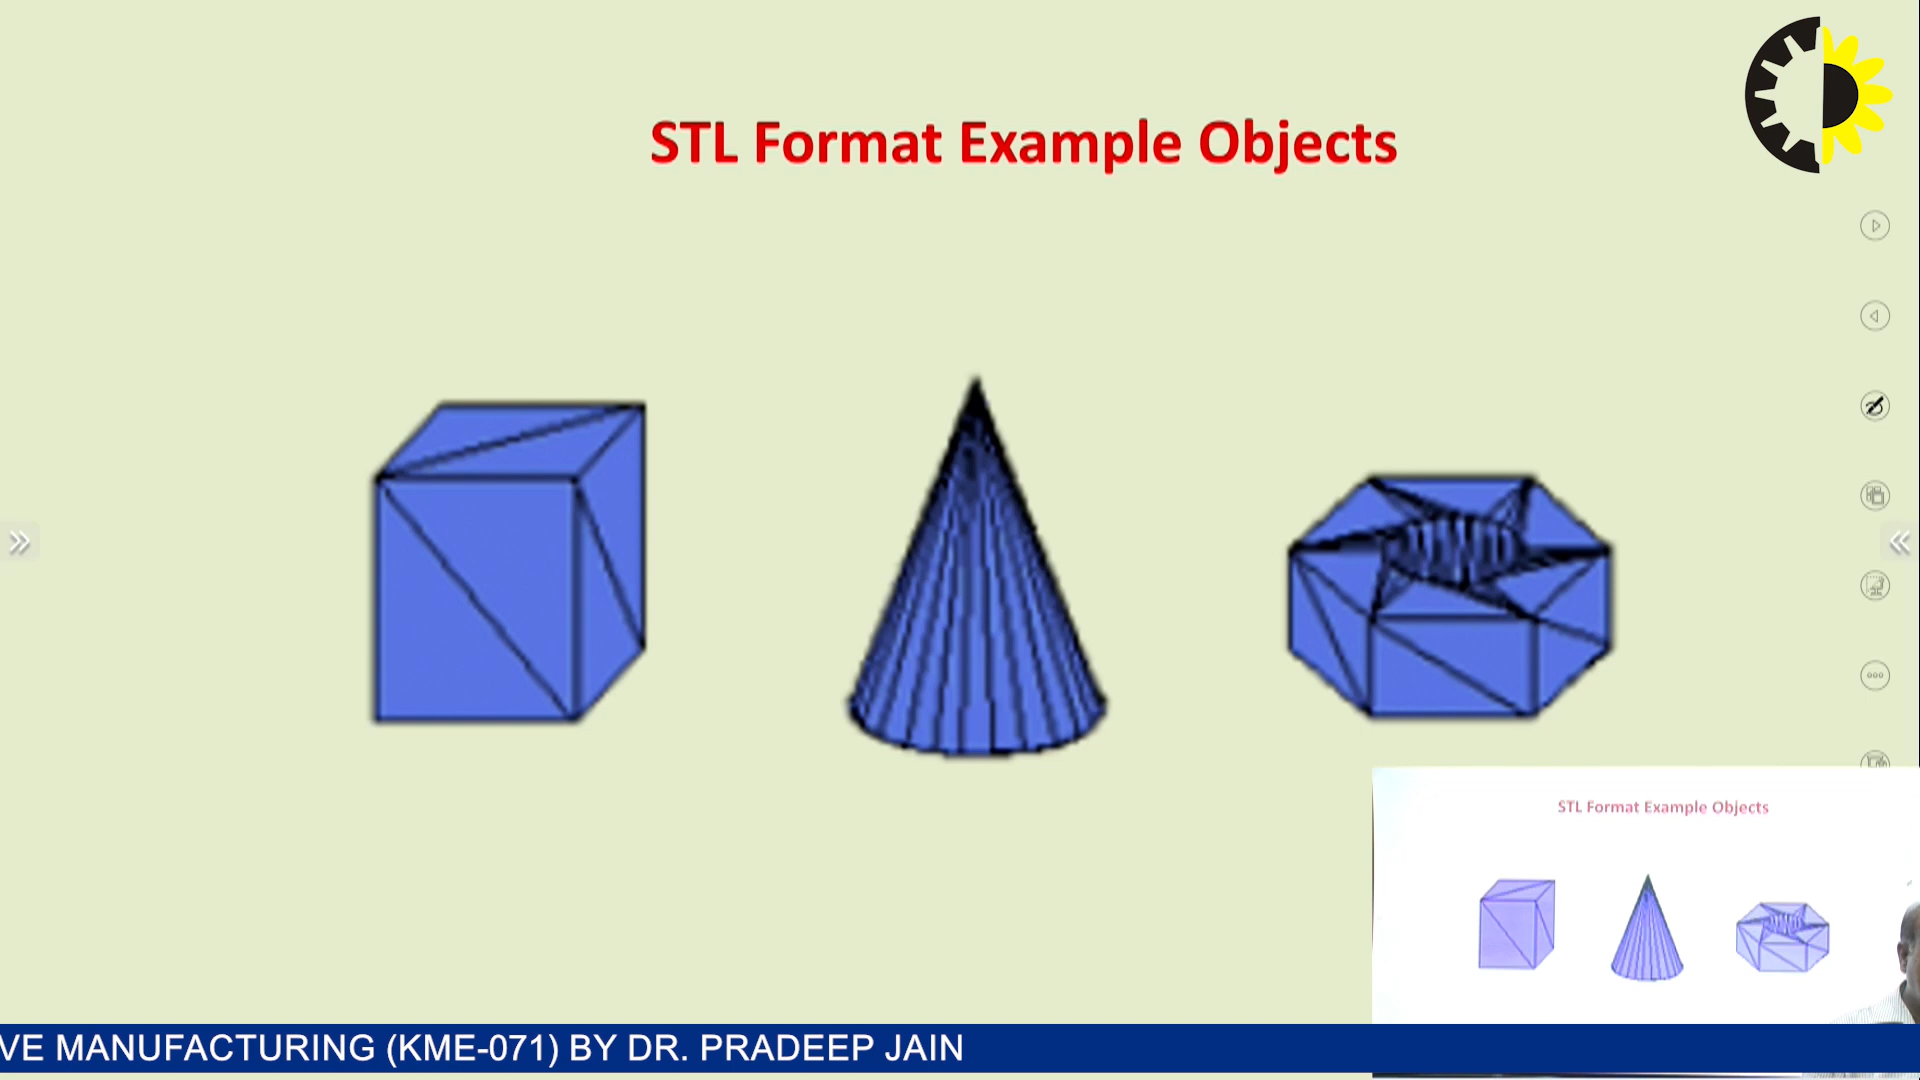 STL Format Example Objects
STL Format Example Objects
VE MANUFACTURING (KME-071) BY DR. PRADEEP JAIN